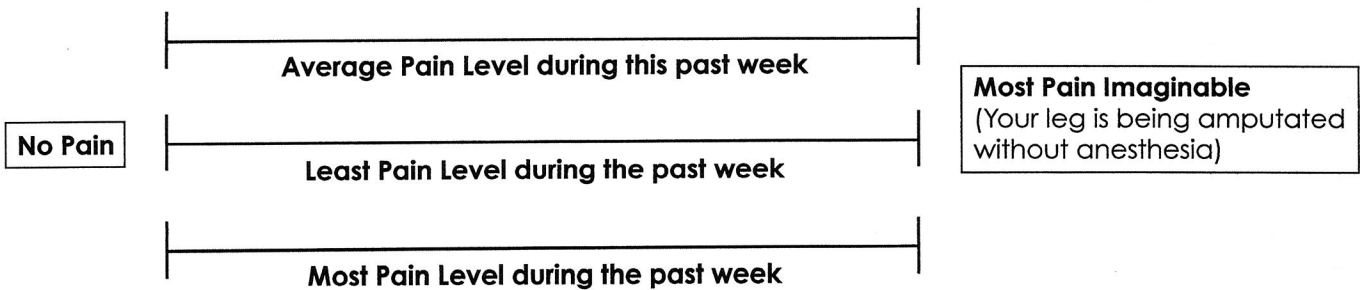 Average Pain Level during this past week
No Pain
Least Pain Level during the past week
Most Pain Imaginable
(Your leg is being amputated
without anesthesia)
Most Pain Level during the past week